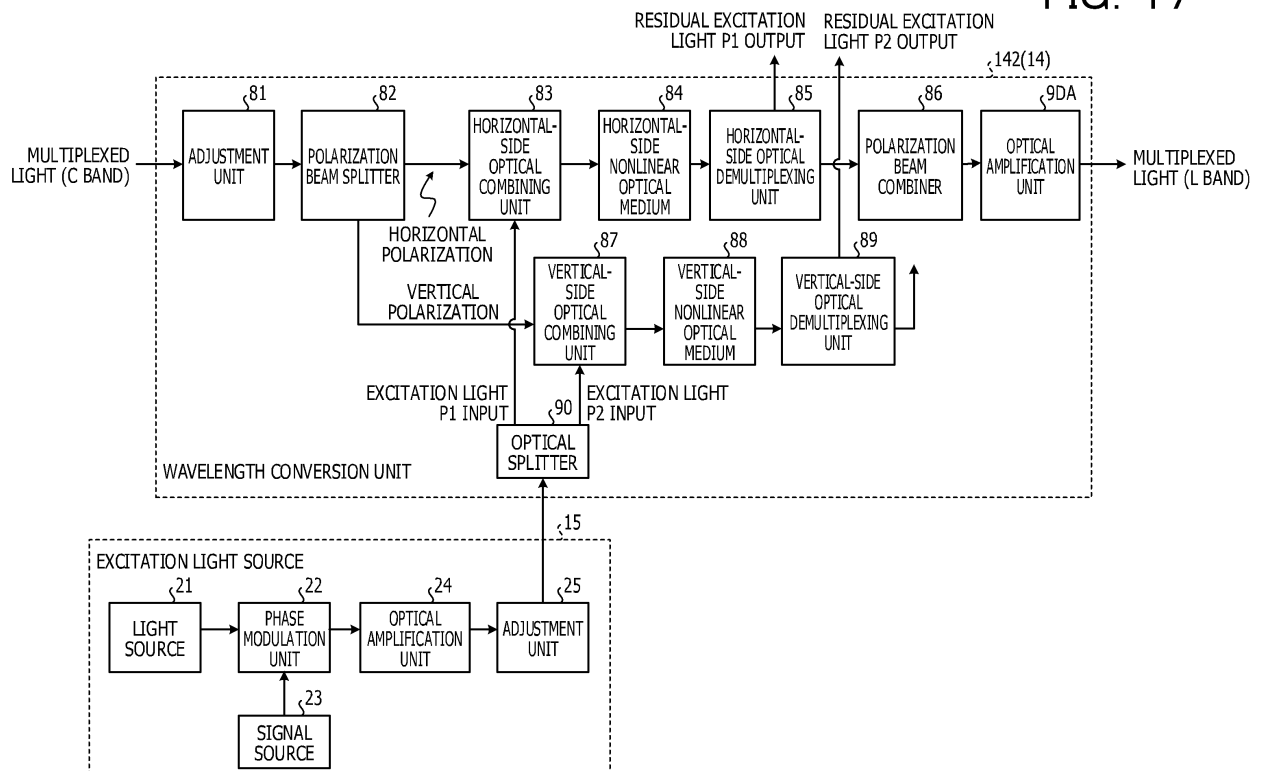 FIG. 17
RESIDUAL EXCITATION
LIGHT P1 OUTPUT
RESIDUAL EXCITATION
LIGHT P2 OUTPUT
142(14)
MULTIPLEXED
LIGHT (C BAND)
81
ADJUSTMENT
UNIT
82
POLARIZATION
BEAM SPLITTER
83
HORIZONTAL-
SIDE
OPTICAL
COMBINING
UNIT
84
HORIZONTAL-
SIDE
NONLINEAR
OPTICAL
MEDIUM
85
HORIZONTAL-
SIDE OPTICAL
DEMULTIPLEXING
UNIT
86
POLARIZATION
BEAM
COMBINER
9DA
OPTICAL
AMPLIFICATION
UNIT
MULTIPLEXED
LIGHT (L BAND)
HORIZONTAL
POLARIZATION
VERTICAL
POLARIZATION
87
VERTICAL-
SIDE
OPTICAL
COMBINING
UNIT
88
VERTICAL-
SIDE
NONLINEAR
OPTICAL
MEDIUM
89
VERTICAL-SIDE
OPTICAL
DEMULTIPLEXING
UNIT
EXCITATION LIGHT
P1 INPUT
EXCITATION LIGHT
P2 INPUT
90
OPTICAL
SPLITTER
WAVELENGTH CONVERSION UNIT
15
EXCITATION LIGHT SOURCE
21
LIGHT
SOURCE
22
PHASE
MODULATION
UNIT
24
OPTICAL
AMPLIFICATION
UNIT
25
ADJUSTMENT
UNIT
23
SIGNAL
SOURCE